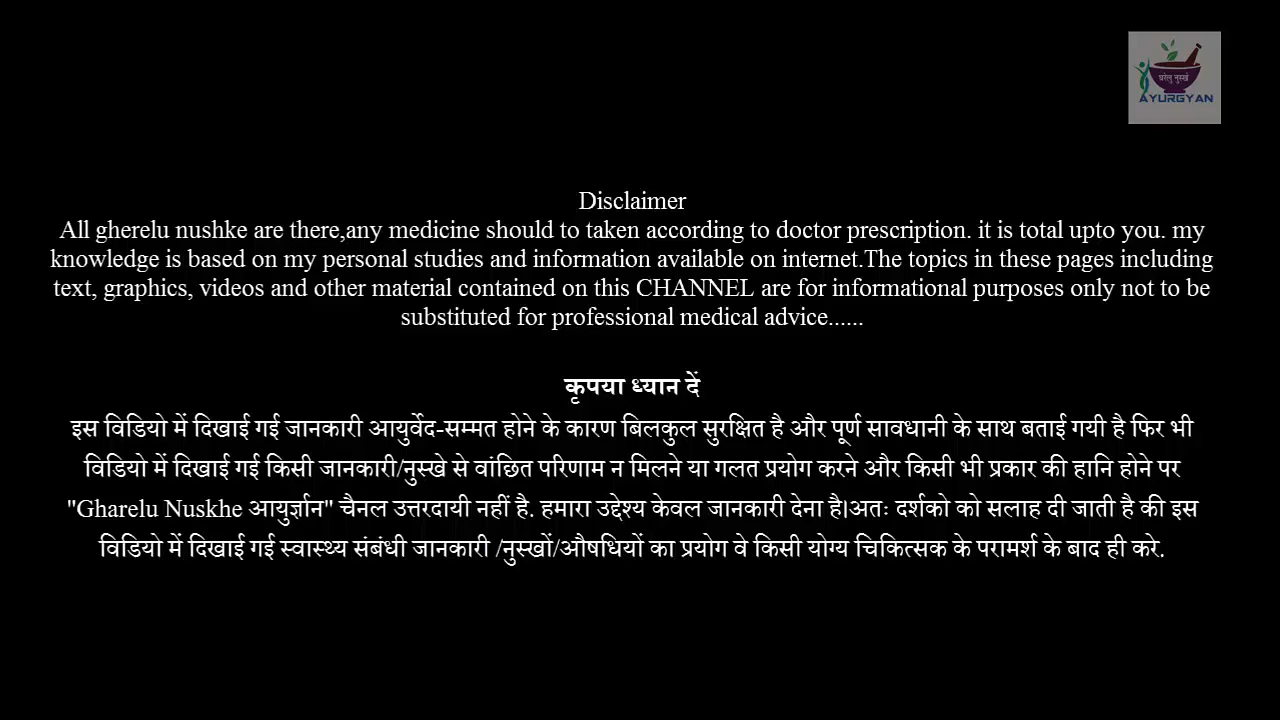 घरेलु नुस्खे
AYURGYAN
Disclaimer
All gherelu nushke are there,any medicine should to taken according to doctor prescription. it is total upto you. my
knowledge is based on my personal studies and information available on internet.The topics in these pages including
text, graphics, videos and other material contained on this CHANNEL are for informational purposes only not to be
substituted for professional medical advice......
कृपया ध्यान दें
इस विडियो में दिखाई गई जानकारी आयुर्वेद-सम्मत होने के कारण बिलकुल सुरक्षित है और पूर्ण सावधानी के साथ बताई गयी है फिर भी
विडियो में दिखाई गई किसी जानकारी/नुस्खे से वांछित परिणाम न मिलने या गलत प्रयोग करने और किसी भी प्रकार की हानि होने पर
"Gharelu Nuskhe आयुर्ज्ञान" चैनल उत्तरदायी नहीं है. हमारा उद्देश्य केवल जानकारी देना है।अतः दर्शको को सलाह दी जाती है की इस
विडियो में दिखाई गई स्वास्थ्य संबंधी जानकारी /नुस्खों/औषधियों का प्रयोग वे किसी योग्य चिकित्सक के परामर्श के बाद ही करे.